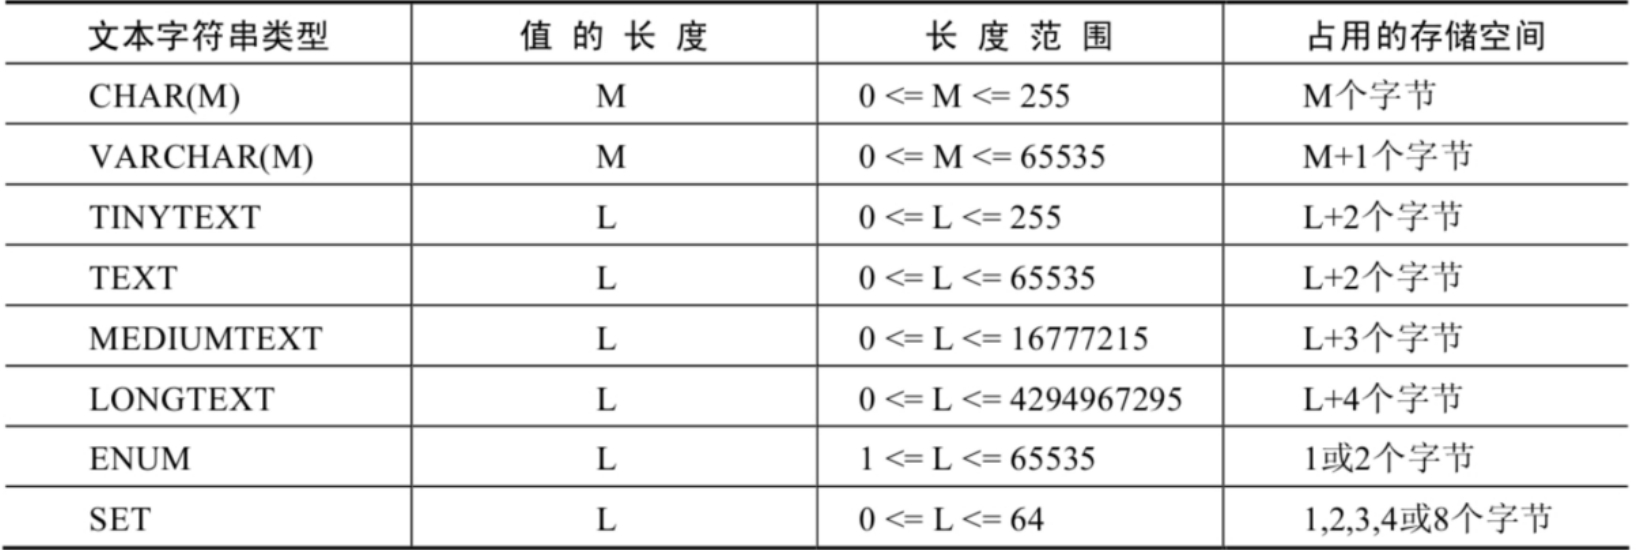 文本字符串类型 值的长度 长度范围 占用的存储空间
CHAR(M) M 0 <= M <= 255 M个字节
VARCHAR(M) M 0 <= M <= 65535 M+1个字节
TINYTEXT L 0 <= L <= 255 L+2个字节
TEXT L 0 <= L <= 65535 L+2个字节
MEDIUMTEXT L 0 <= L <= 16777215 L+3个字节
LONGTEXT L 0 <= L <= 4294967295 L+4个字节
ENUM L 1 <= L <= 65535 1或2个字节
SET L 0 <= L <= 64 1,2,3,4或8个字节